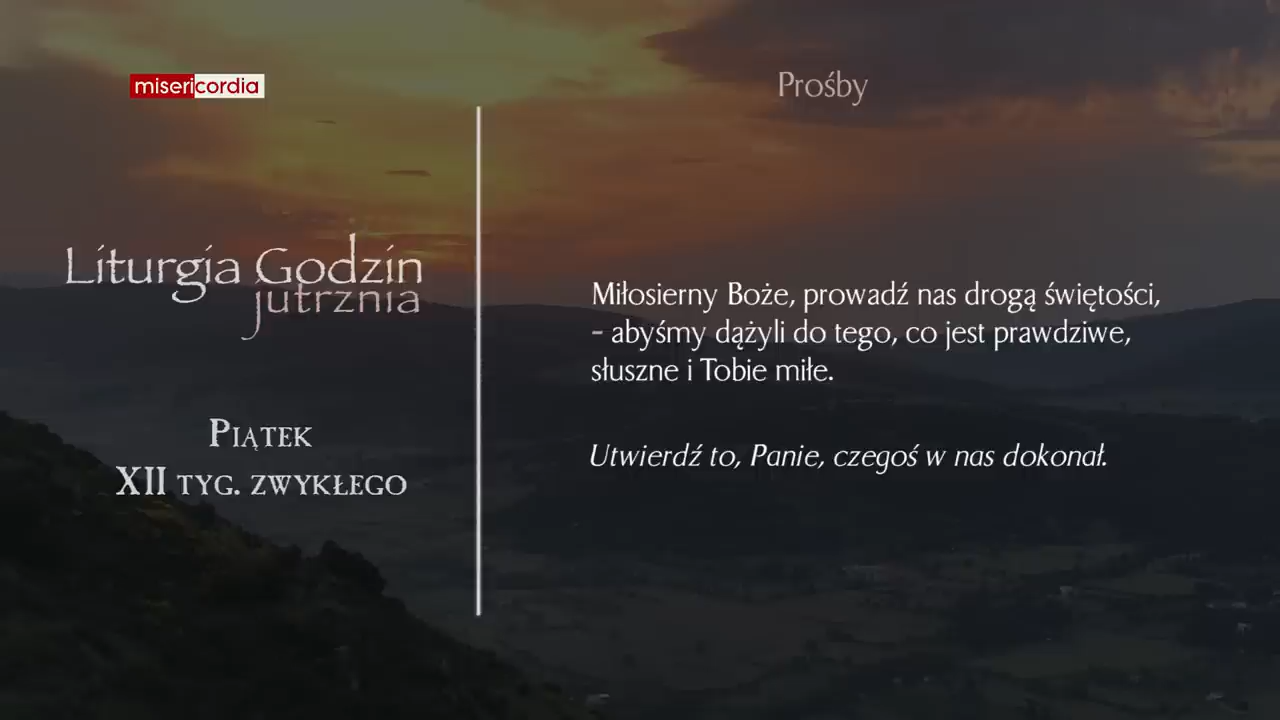 misericordia
Prośby
Liturgia Godzin
jutrznia
Miłosierny Boże, prowadź nas drogą świętości,
- abyśmy dążyli do tego, co jest prawdziwe,
słuszne i Tobie miłe.
Piątek
XII tyg. zwykłego
Utwierdź to, Panie, czegoś w nas dokonał.